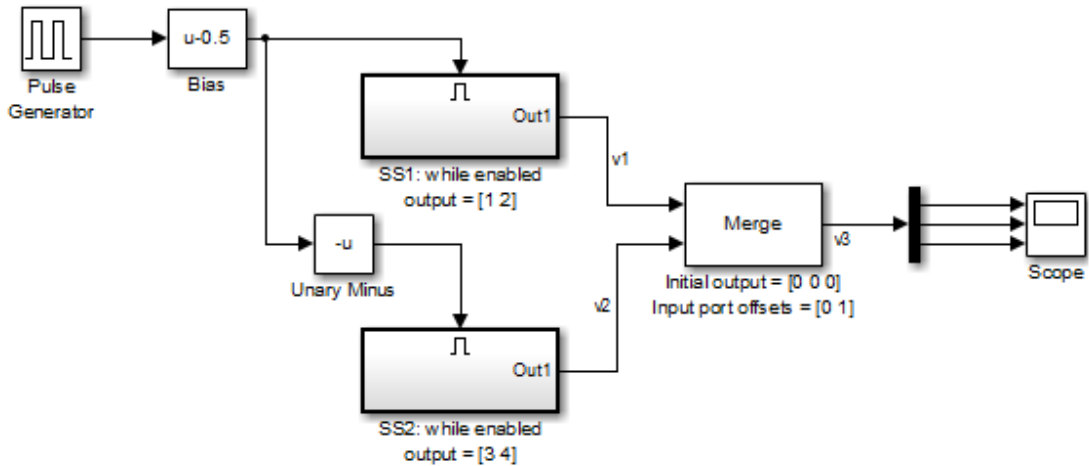 Pulse
Generator
u-0.5
Bias
Out1
SS1: while enabled
output = [1 2]
v1
-u
Unary Minus
Merge
v3
Initial output = [0 0 0]
Input port offsets = [0 1]
Scope
v2
Out1
SS2: while enabled
output = [3 4]